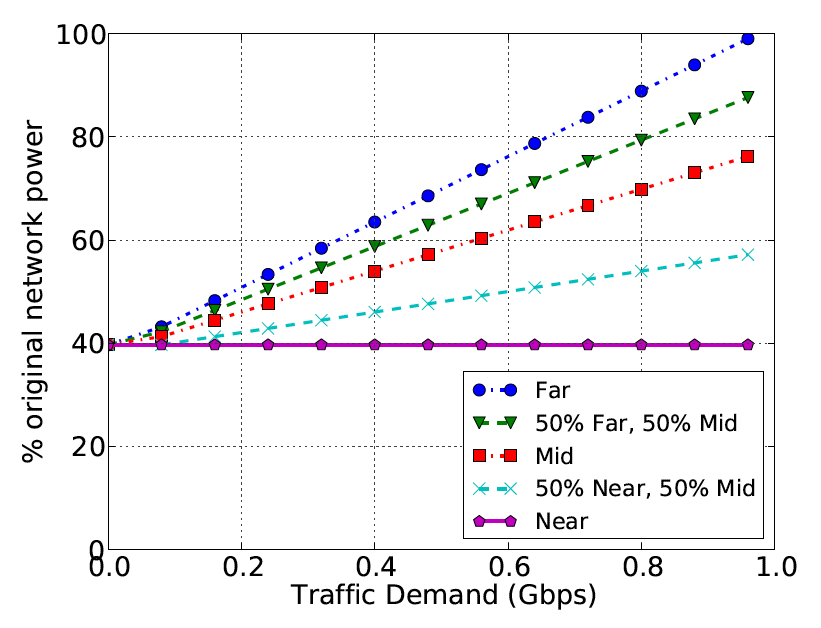 100
80
60
40
20
0
0.0 0.2 0.4 0.6 0.8 1.0
% original network power
Traffic Demand (Gbps)
Far
50% Far, 50% Mid
Mid
50% Near, 50% Mid
Near